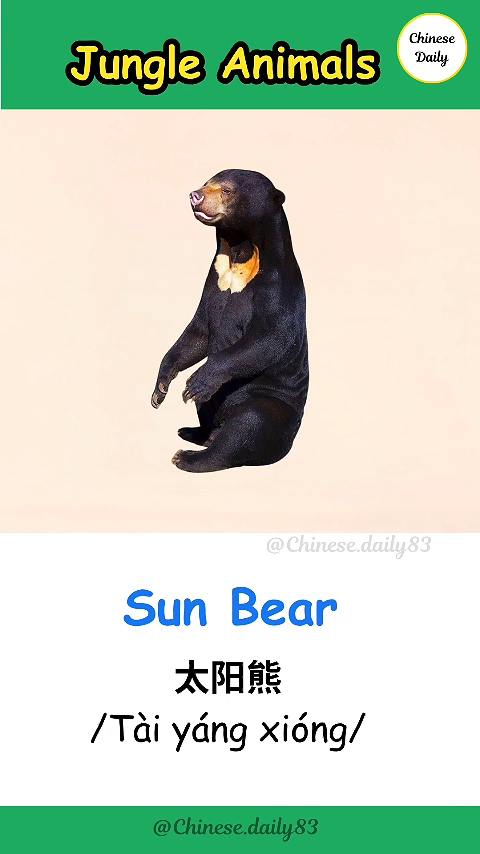 Jungle Animals
Chinese
Daily
@Chinese.daily83
Sun Bear
太阳熊
/Tài yáng xióng/
@Chinese.daily83